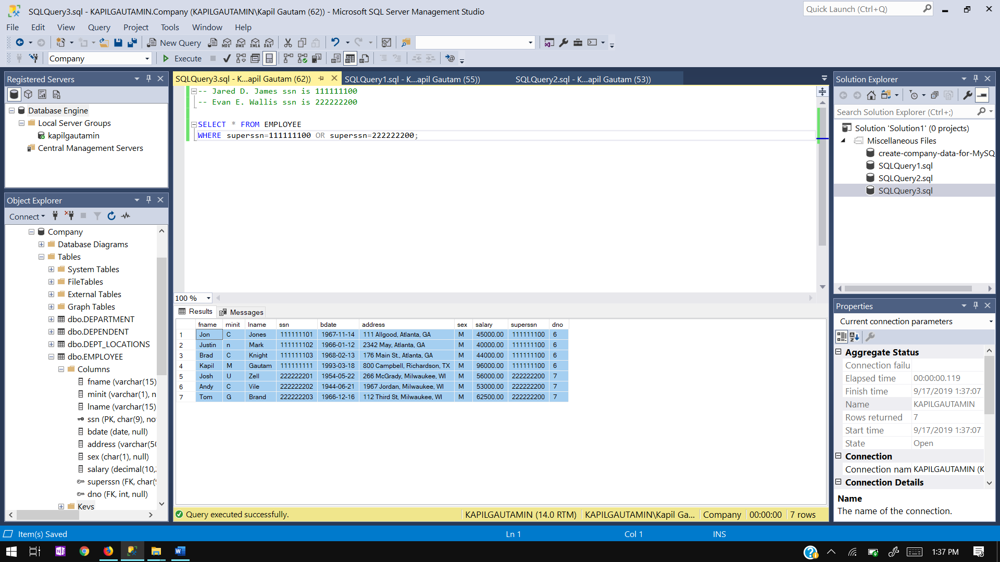 SQLQuery3.sql - KAPILGAUTAMIN.Company (KAPILGAUTAMIN\Kapil Gautam (62)) - Microsoft SQL Server Management Studio
Quick Launch (Ctrl+Q)
File Edit View Query Project Tools Window Help
New Query MDX DMX XMLA DAX
Company Execute
Registered Servers
Database Engine
Local Server Groups
kapilgautamin
Central Management Servers
Object Explorer
Connect
Company
Database Diagrams
Tables
System Tables
FileTables
External Tables
Graph Tables
dbo.DEPARTMENT
dbo.DEPENDENT
dbo.DEPT_LOCATIONS
dbo.EMPLOYEE
Columns
fname (varchar(15)
minit (varchar(1), n
lname (varchar(15)
ssn (PK, char(9), no
bdate (date, null)
address (varchar(50
sex (char(1), null)
salary (decimal(10,
superssn (FK, char(
dno (FK, int, null)
Keys
SQLQuery3.sql - K...apil Gautam (62)) SQLQuery1.sql - K...apil Gautam (55)) SQLQuery2.sql - K...apil Gautam (53))
-- Jared D. James ssn is 111111100
-- Evan E. Wallis ssn is 222222200
SELECT * FROM EMPLOYEE
WHERE superssn=111111100 OR superssn=222222200;
100 %
Results Messages
fname minit lname ssn bdate address sex salary superssn dno
1 Jon C Jones 111111101 1967-11-14 111 Allgood, Atlanta, GA M 45000.00 111111100 6
2 Justin n Mark 111111102 1966-01-12 2342 May, Atlanta, GA M 40000.00 111111100 6
3 Brad C Knight 111111103 1968-02-13 176 Main St., Atlanta, GA M 44000.00 111111100 6
4 Kapil M Gautam 111111111 1993-03-18 800 Campbell, Richardson, TX M 96000.00 111111100 6
5 Josh U Zell 222222201 1954-05-22 266 McGrady, Milwaukee, WI M 56000.00 222222200 7
6 Andy C Vile 222222202 1944-06-21 1967 Jordan, Milwaukee, WI M 53000.00 222222200 7
7 Tom G Brand 222222203 1966-12-16 112 Third St, Milwaukee, WI M 62500.00 222222200 7
Query executed successfully. KAPILGAUTAMIN (14.0 RTM) KAPILGAUTAMIN\Kapil Ga... Company 00:00:00 7 rows
Solution Explorer
Search Solution Explorer (Ctrl+;)
Solution 'Solution1' (0 projects)
Miscellaneous Files
create-company-data-for-MySQ
SQLQuery1.sql
SQLQuery2.sql
SQLQuery3.sql
Properties
Current connection parameters
Aggregate Status
Connection failu
Elapsed time 00:00:00.119
Finish time 9/17/2019 1:37:07
Name KAPILGAUTAMIN
Rows returned 7
Start time 9/17/2019 1:37:07
State Open
Connection
Connection nam KAPILGAUTAMIN (K
Connection Details
Name
The name of the connection.
Item(s) Saved Ln 1 Col 1 INS
1:37 PM